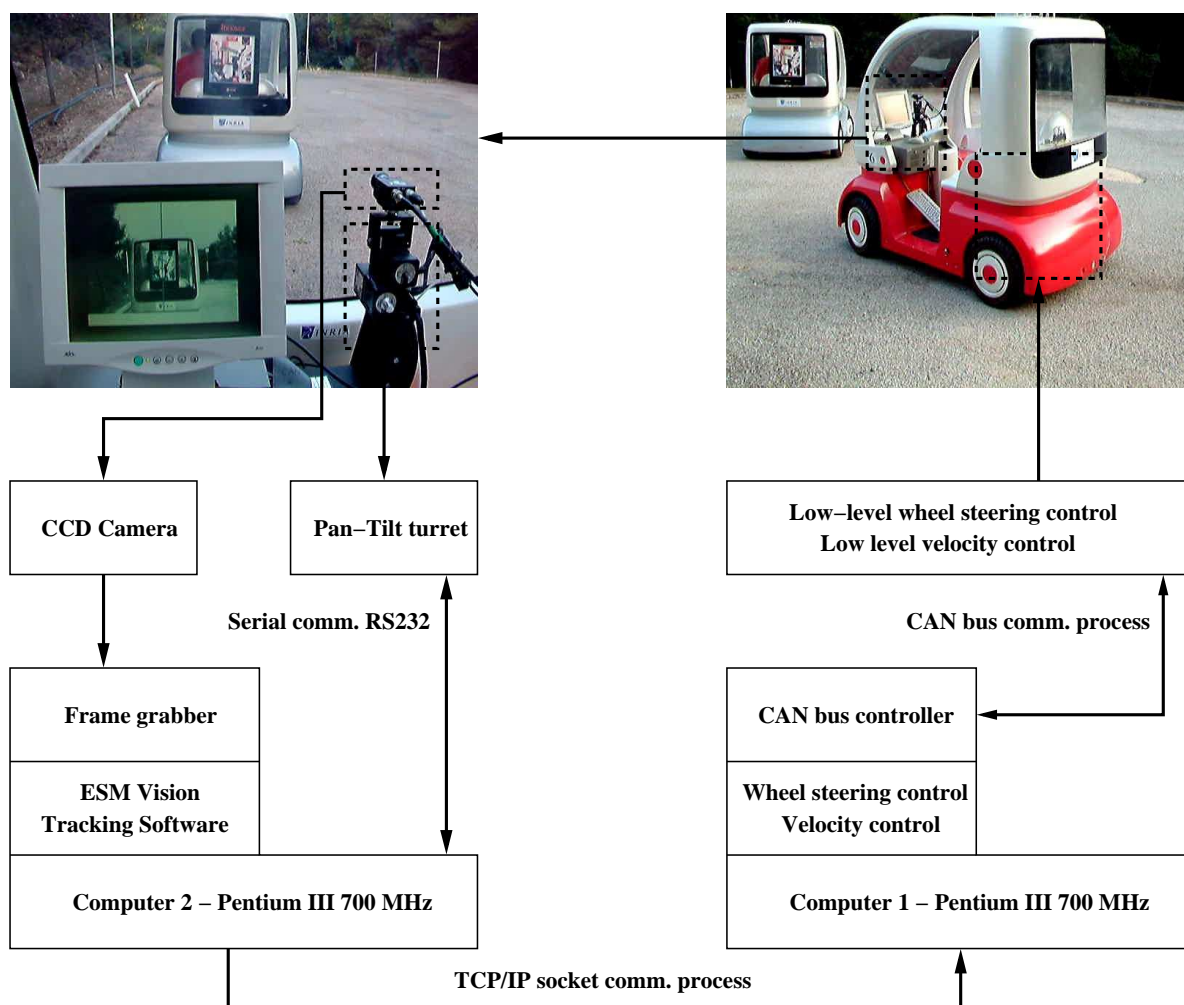 INRIA
INRIA
CCD Camera
Pan–Tilt turret
Low–level wheel steering control
Low level velocity control
Serial comm. RS232
CAN bus comm. process
Frame grabber
CAN bus controller
ESM Vision
Tracking Software
Wheel steering control
Velocity control
Computer 2 – Pentium III 700 MHz
Computer 1 – Pentium III 700 MHz
TCP/IP socket comm. process